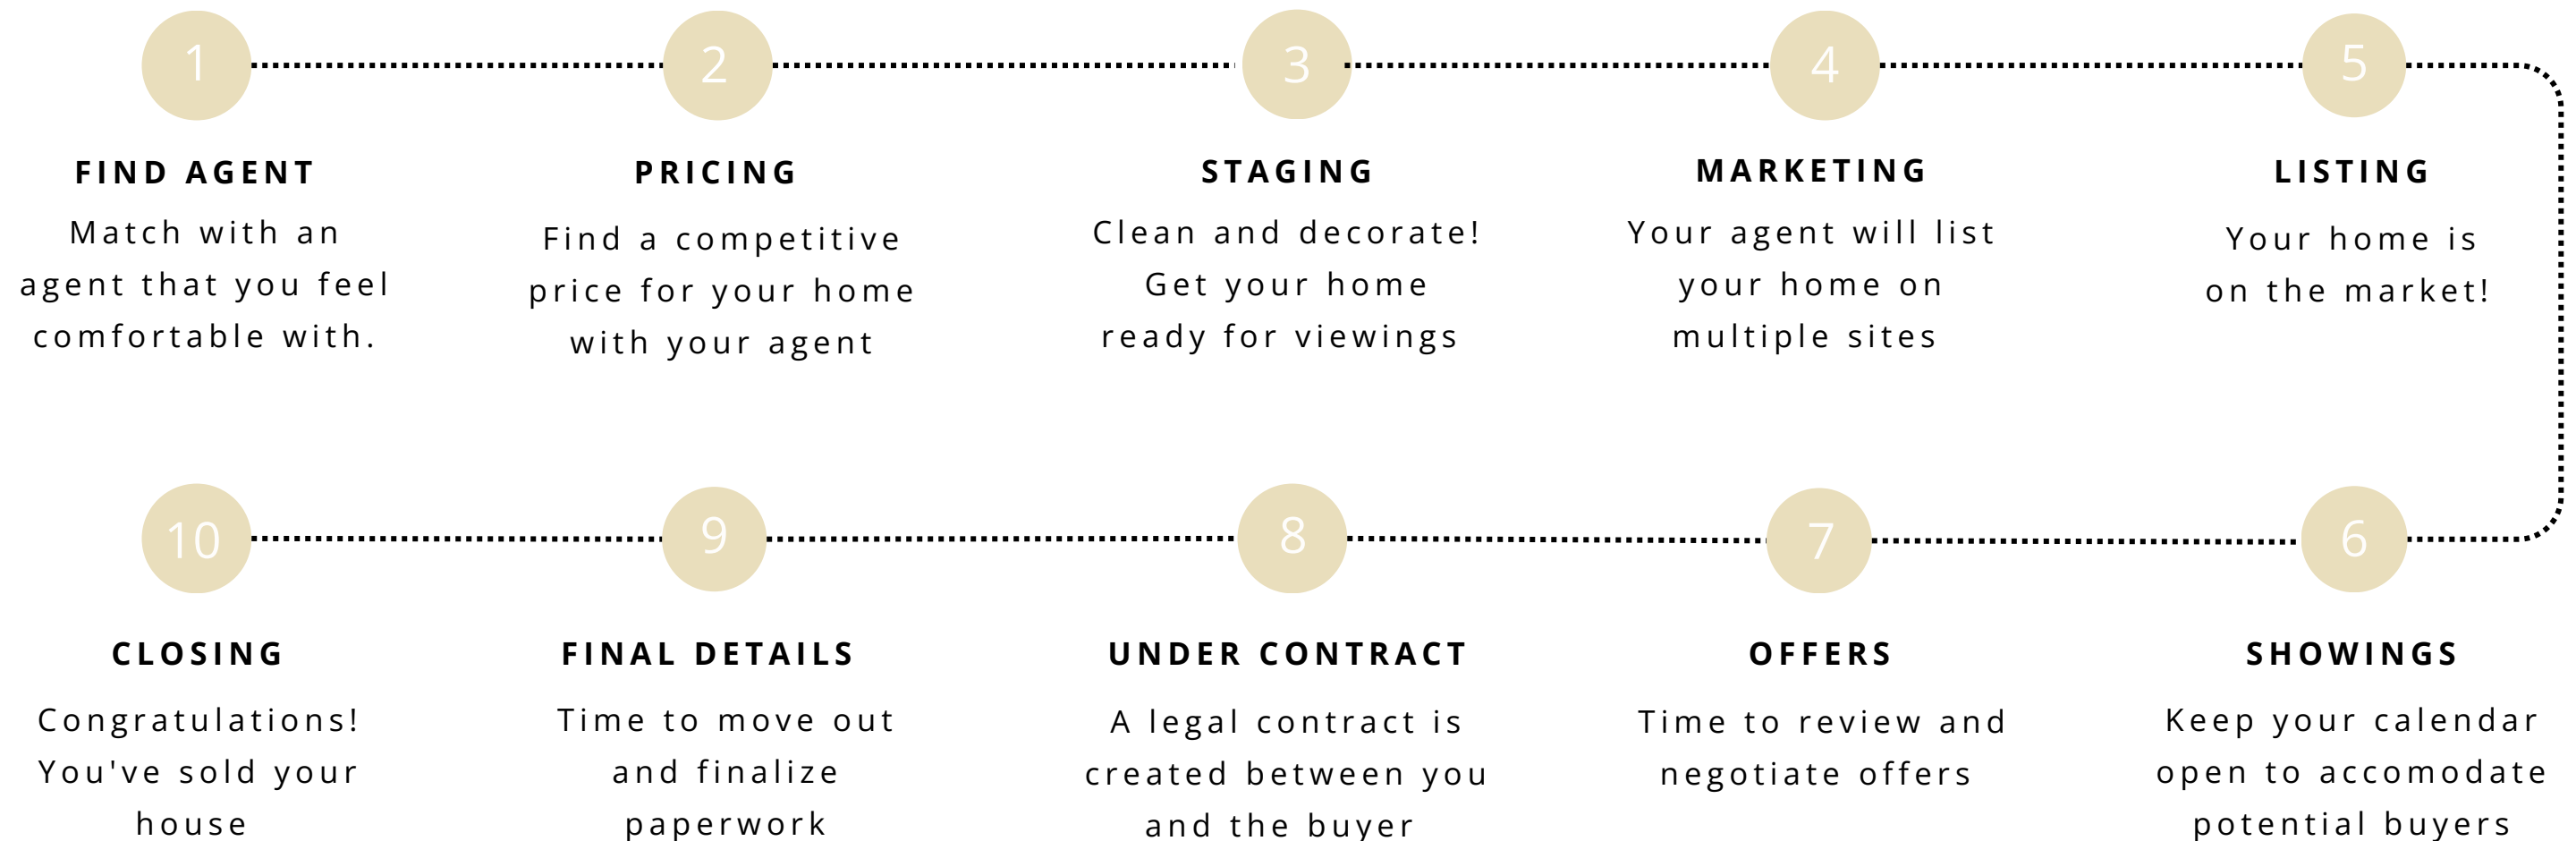 1
FIND AGENT
Match with an
agent that you feel
comfortable with.
2
PRICING
Find a competitive
price for your home
with your agent
3
STAGING
Clean and decorate!
Get your home
ready for viewings
4
MARKETING
Your agent will list
your home on
multiple sites
5
LISTING
Your home is
on the market!
6
SHOWINGS
Keep your calendar
open to accomodate
potential buyers
7
OFFERS
Time to review and
negotiate offers
8
UNDER CONTRACT
A legal contract is
created between you
and the buyer
9
FINAL DETAILS
Time to move out
and finalize
paperwork
10
CLOSING
Congratulations!
You've sold your
house